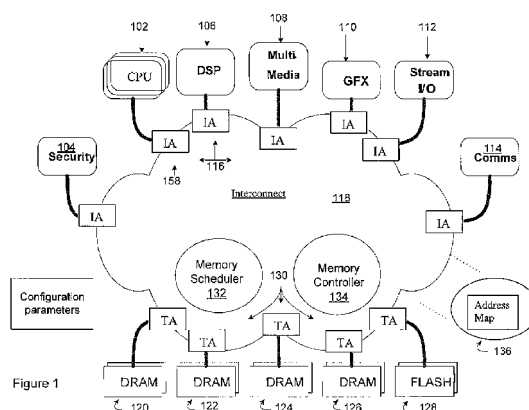 102
106
108
110
112
CPU
DSP
Multi-
Media
GFX
Stream
I/O
104
Security
114
Comms
IA
IA
IA
IA
IA
IA
IA
158
116
Interconnect
118
Memory
Scheduler
132
130
Memory
Controller
134
Configuration
parameters
TA
TA
TA
TA
TA
Address
Map
136
Figure 1
DRAM
DRAM
DRAM
DRAM
FLASH
120
122
124
126
128